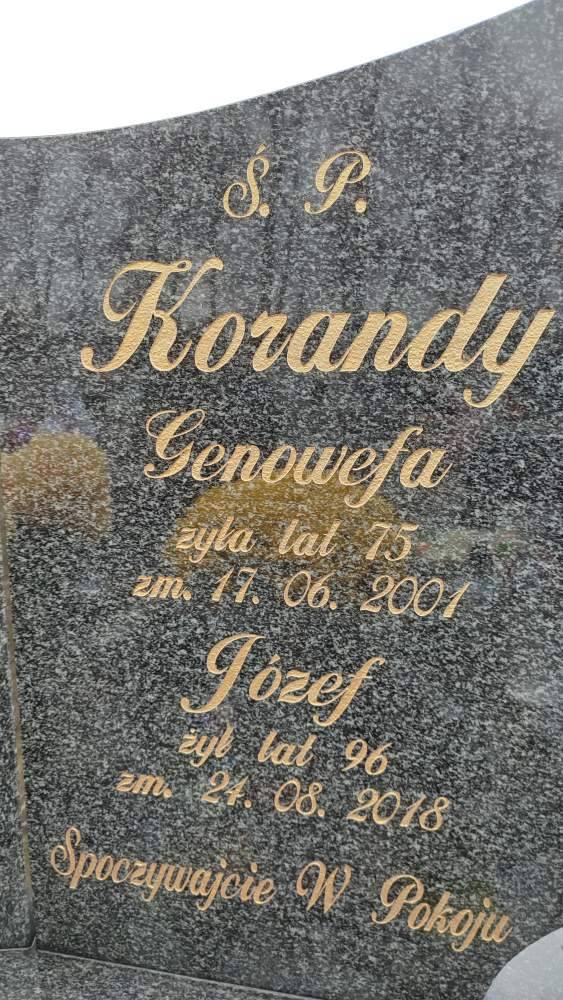 Ś. P.
Korandy
Genowefa
żyła lat 75
zm. 17. 06. 2001
Józef
żył lat 96
zm. 24. 08. 2018
Spoczywajcie W Pokoju